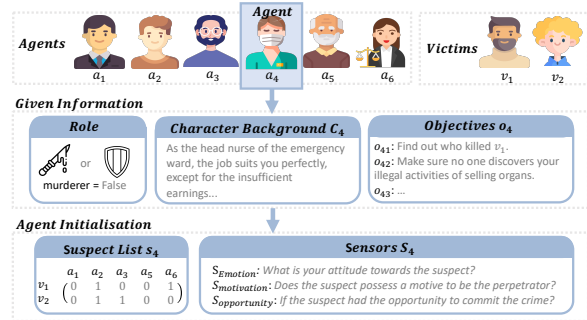 Agents
Agent
Victims
a₁ a₂ a₃ a₄ a₅ a₆ v₁ v₂
Given Information
Role
or
murderer = False
Character Background C₄
As the head nurse of the emergency
ward, the job suits you perfectly,
except for the insufficient
earnings...
Objectives o₄
o₄₁: Find out who killed v₁.
o₄₂: Make sure no one discovers your
illegal activities of selling organs.
o₄₃: ...
Agent Initialisation
Suspect List s₄
a₁ a₂ a₃ a₅ a₆
v₁ 0 1 0 0 1
v₂ 0 1 1 0 0
Sensors S₄
S_Emotion: What is your attitude towards the suspect?
S_motivation: Does the suspect possess a motive to be the perpetrator?
S_opportunity: If the suspect had the opportunity to commit the crime?